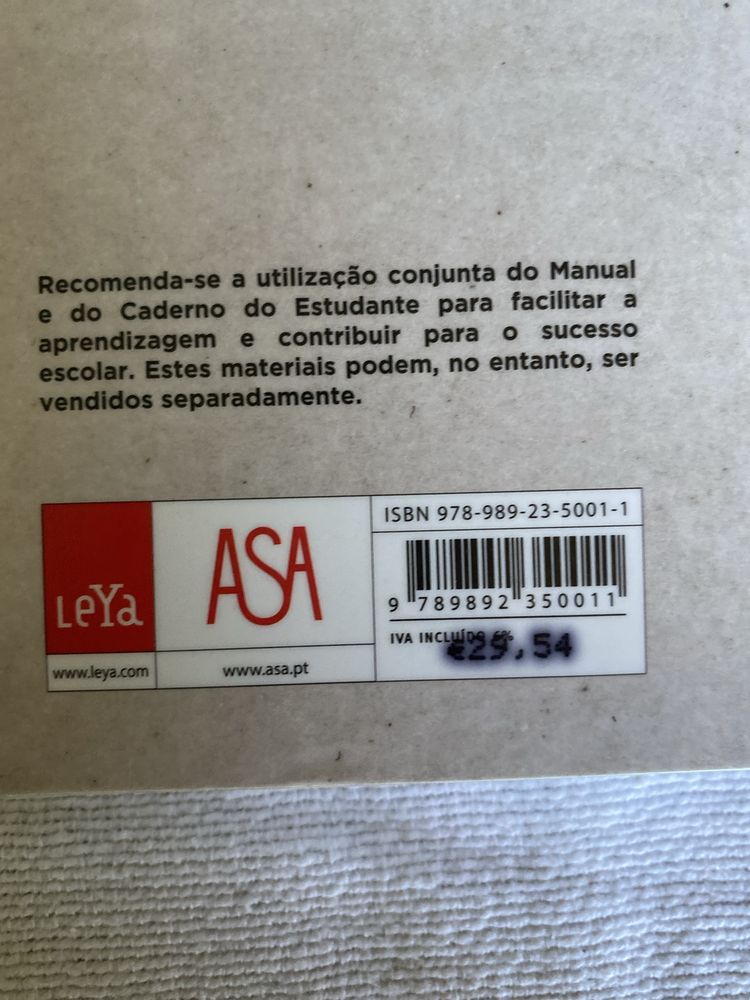 Recomenda-se a utilização conjunta do Manual
e do Caderno do Estudante para facilitar a
aprendizagem e contribuir para o sucesso
escolar. Estes materiais podem, no entanto, ser
vendidos separadamente.
LeYa
www.leya.com
ASA
www.asa.pt
ISBN 978-989-23-5001-1
9 789892 350011
IVA INCLUÍDO 6%
€29,54